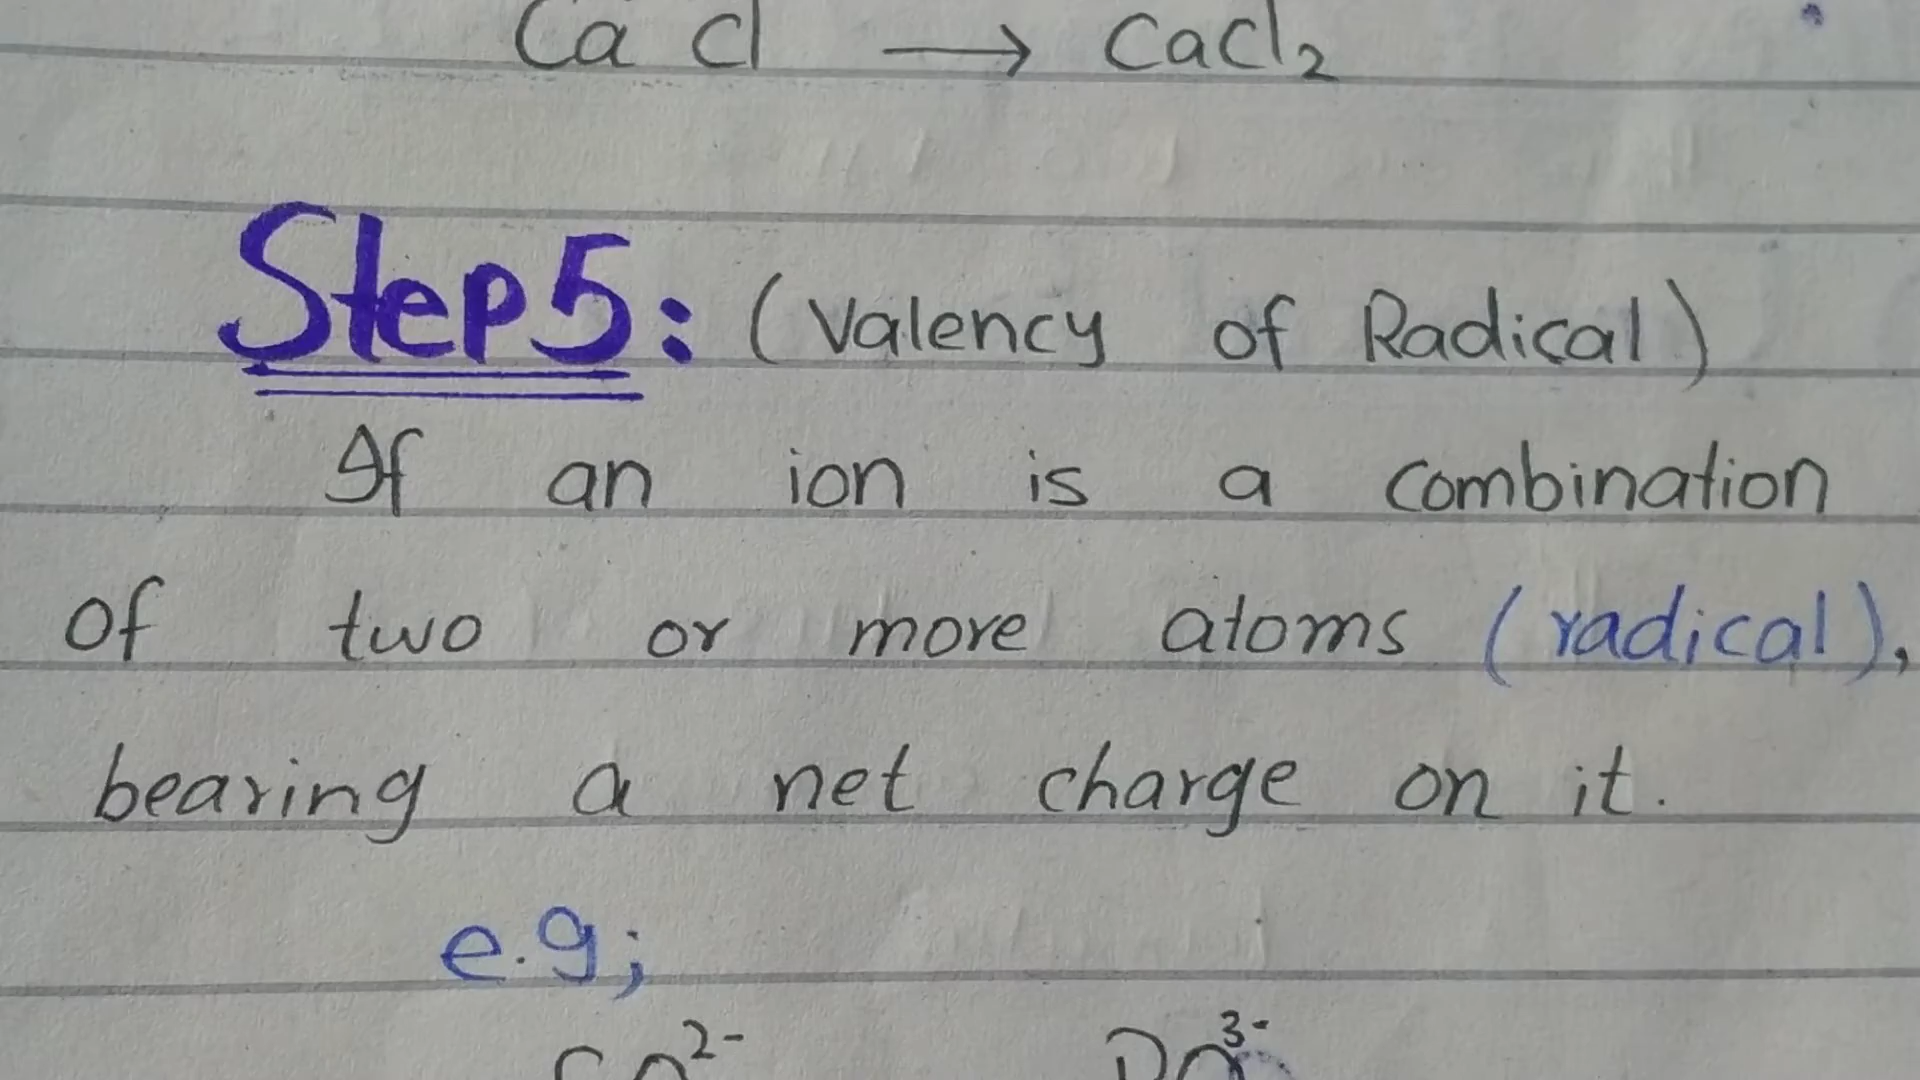 Ca Cl → CaCl₂
Step 5: (Valency of Radical)
If an ion is a combination
of two or more atoms (radical),
bearing a net charge on it.
e.g;